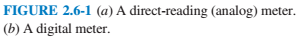 FIGURE 2.6-1 (a) A direct-reading (analog) meter.
(b) A digital meter.